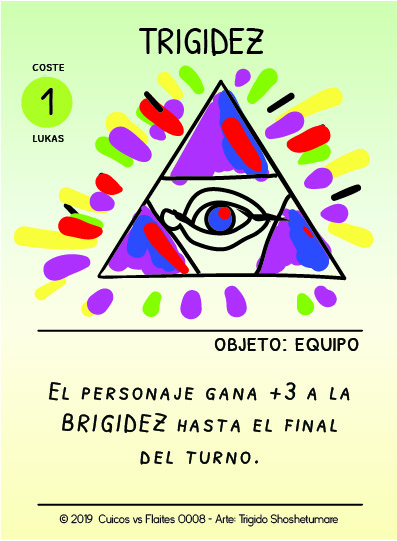 TRIGIDEZ
COSTE
1
LUKAS
OBJETO: EQUIPO
EL PERSONAJE GANA +3 A LA
BRIGIDEZ HASTA EL FINAL
DEL TURNO.
© 2019 Cuicos vs Flaites 0008 - Arte: Trigido Shoshetumare